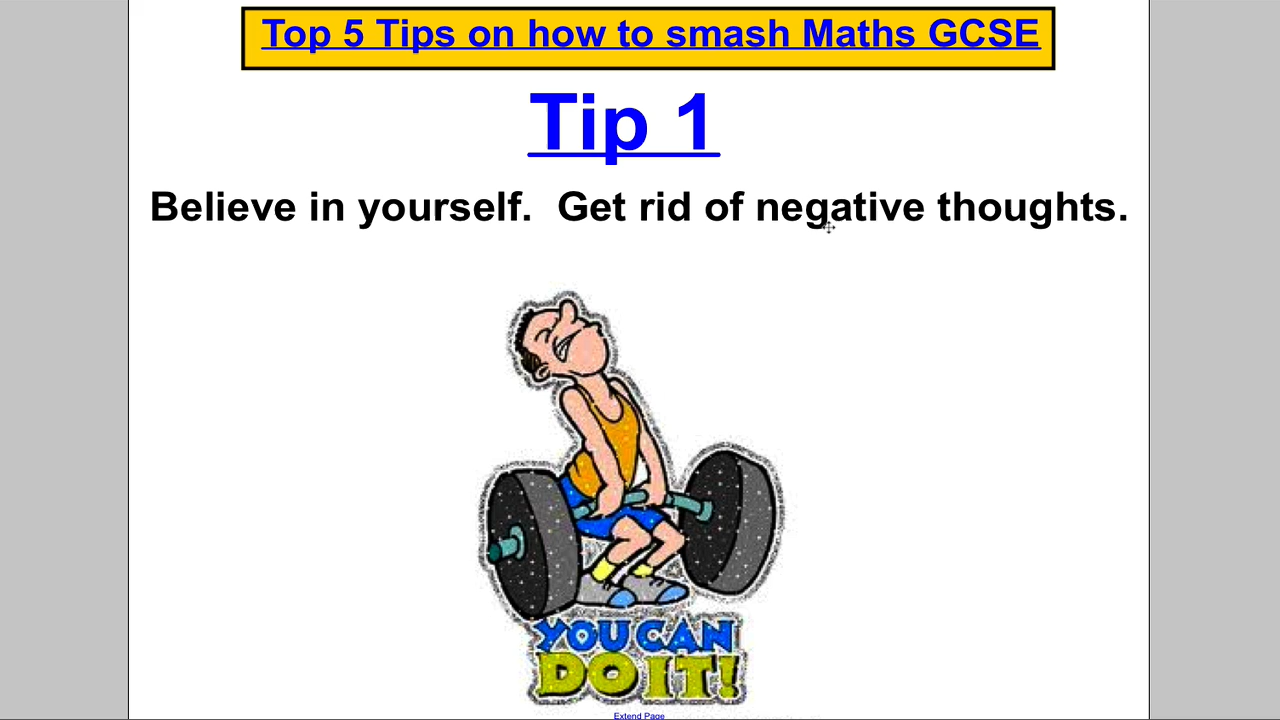 Top 5 Tips on how to smash Maths GCSE
Tip 1
Believe in yourself.  Get rid of negative thoughts.
YOU CAN
DO IT!
Extend Page